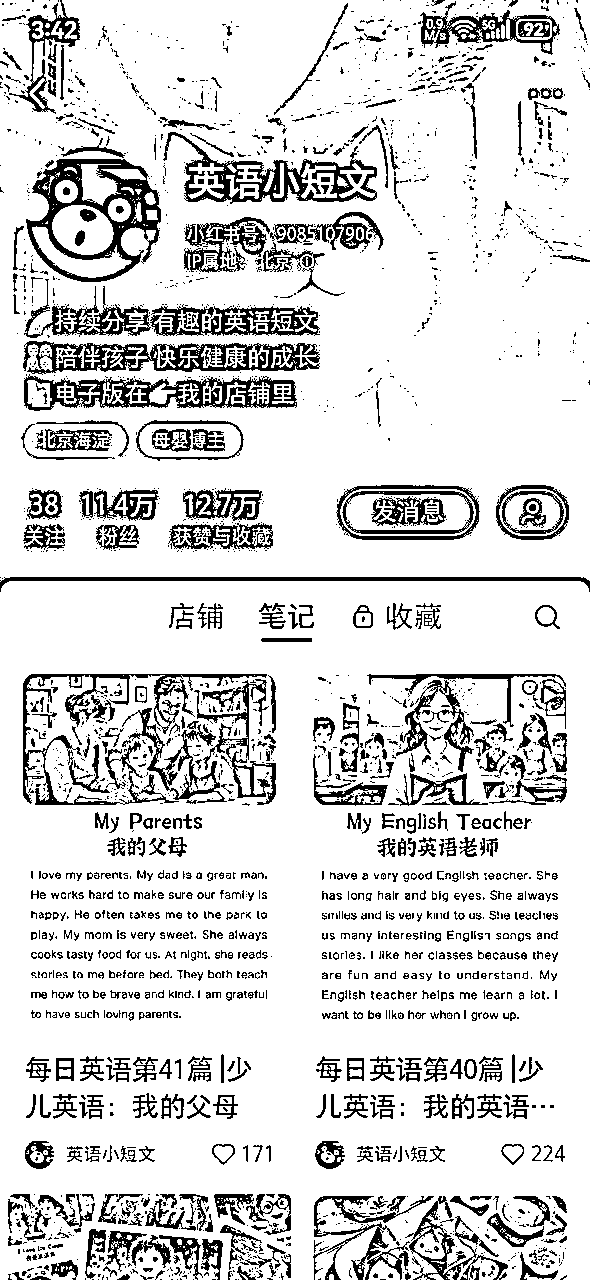 3:42
0.9 M/s 5G 92
英语小短文
小红书号：9085107906
IP属地：北京
持续分享 有趣的英语短文
陪伴孩子 快乐健康的成长
电子版在👉我的店铺里
北京海淀 母婴博主
38 11.4万 12.7万
关注 粉丝 获赞与收藏
发消息
店铺 笔记 收藏
My Parents
我的父母
I love my parents. My dad is a great man.
He works hard to make sure our family is
happy. He often takes me to the park to
play. My mom is very sweet. She always
cooks tasty food for us. At night, she reads
stories to me before bed. They both teach
me how to be brave and kind. I am grateful
to have such loving parents.
每日英语第41篇 |少
儿英语：我的父母
英语小短文 171
My English Teacher
我的英语老师
I have a very good English teacher. She
has long hair and big eyes. She always
smiles and is very kind to us. She teaches
us many interesting English songs and
stories. I like her classes because they
are fun and easy to understand. My
English teacher helps me learn a lot. I
want to be like her when I grow up.
每日英语第40篇 |少
儿英语：我的英语…
英语小短文 224